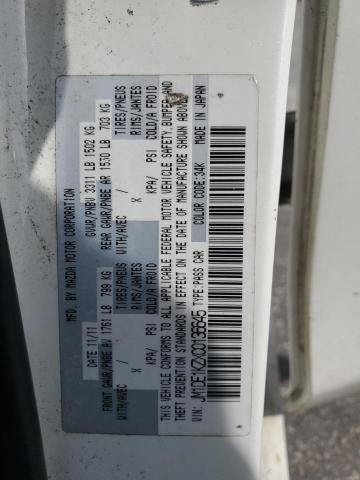 MFD. BY MAZDA MOTOR CORPORATION
11/11 GVWR/PNBV 3311 LB 1502 KG
FRONT GAWR/PNBE AV 1761 LB 799 KG REAR GAWR/PNBE AR 1550 LB 703 KG
WITH/AVEC TIRES/PNEUS WITH/AVEC TIRES/PNEUS
/ X RIMS/JANTES / X RIMS/JANTES
KPA/ PSI COLD/A FROID KPA/ PSI COLD/A FROID
THIS VEHICLE CONFORMS TO ALL APPLICABLE FEDERAL MOTOR VEHICLE SAFETY, BUMPER AND
THEFT PREVENTION STANDARDS IN EFFECT ON THE DATE OF MANUFACTURE SHOWN ABOVE.
TYPE:PASS CAR COLOR CODE:34K MADE IN JAPAN
VIN: